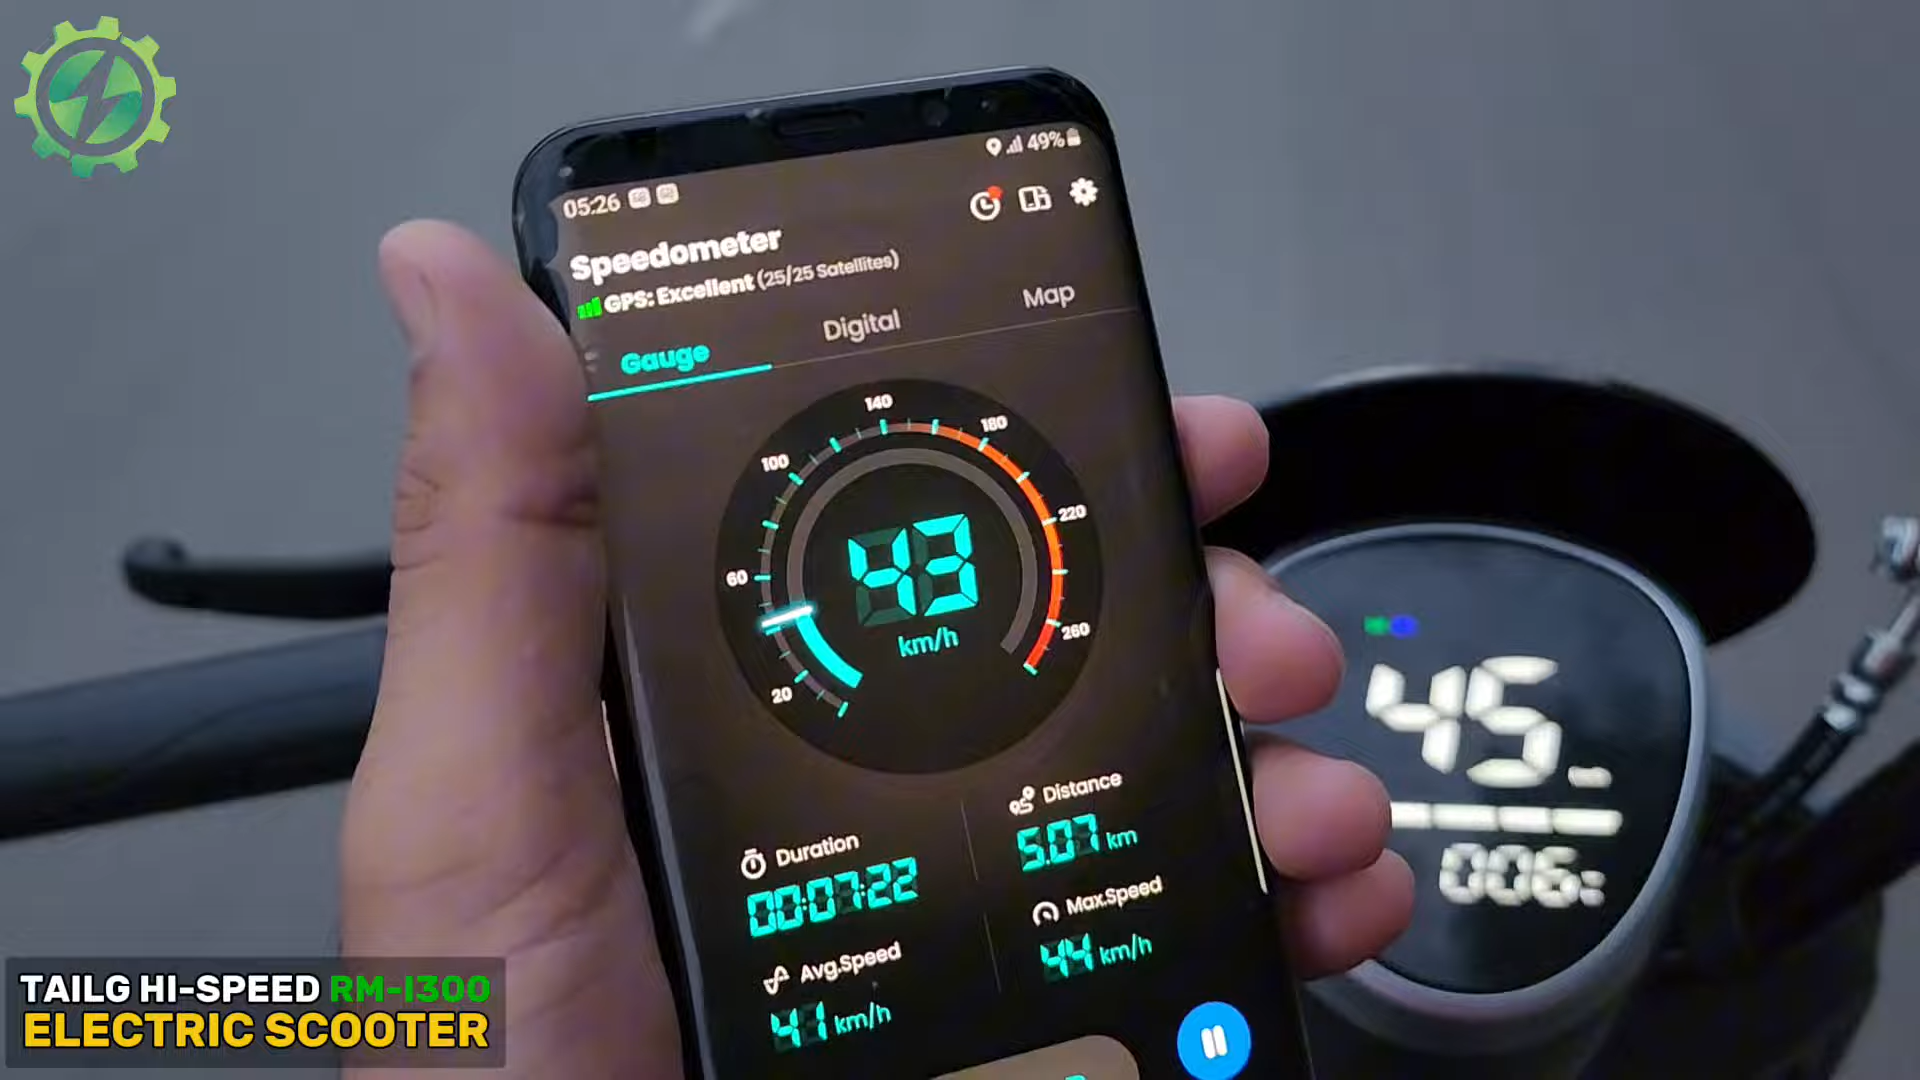 05:26
49%
Speedometer
GPS: Excellent (25/25 Satellites)
Gauge
Digital
Map
140
100
180
60
220
20
260
43
km/h
45
Duration
00:07:22
Distance
5.07 km
Avg.Speed
41 km/h
Max.Speed
44 km/h
TAILG HI-SPEED RM-1300
ELECTRIC SCOOTER